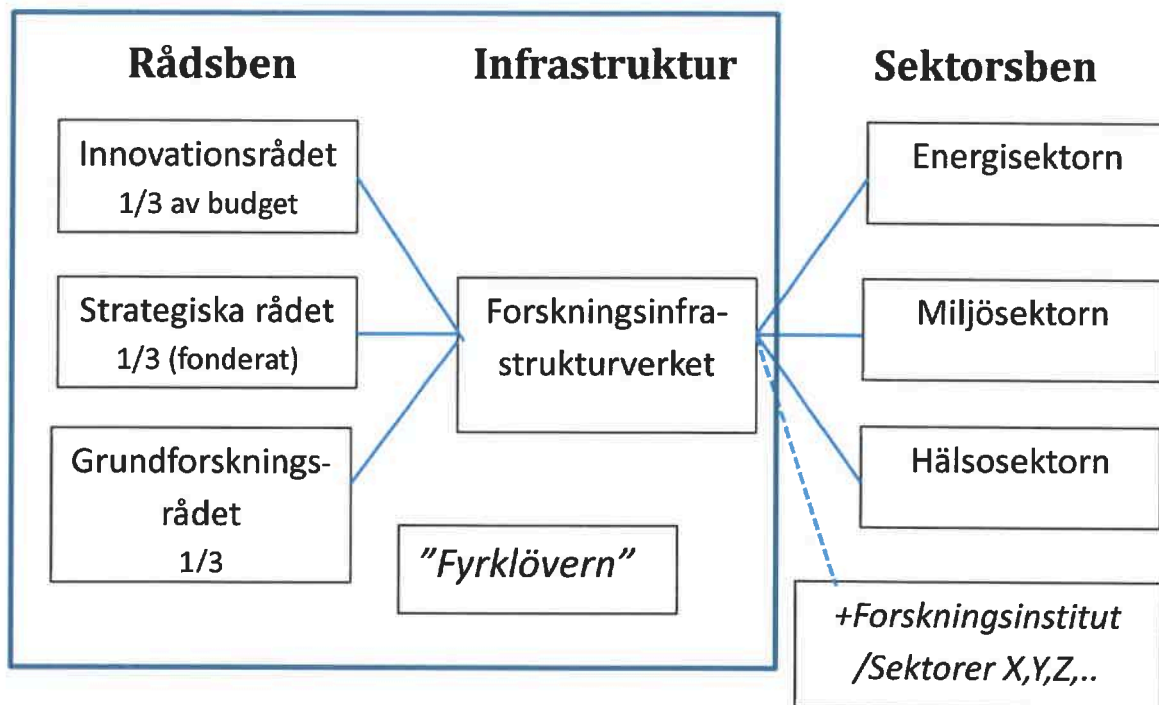 Rådsben
Infrastruktur
Sektorsben
Innovationsrådet
1/3 av budget
Strategiska rådet
1/3 (fonderat)
Grundforsknings-
rådet
1/3
Forskningsinfra-
strukturverket
”Fyrklövern”
Energisektorn
Miljösektorn
Hälsosektorn
+Forskningsinstitut
/Sektorer X,Y,Z,..